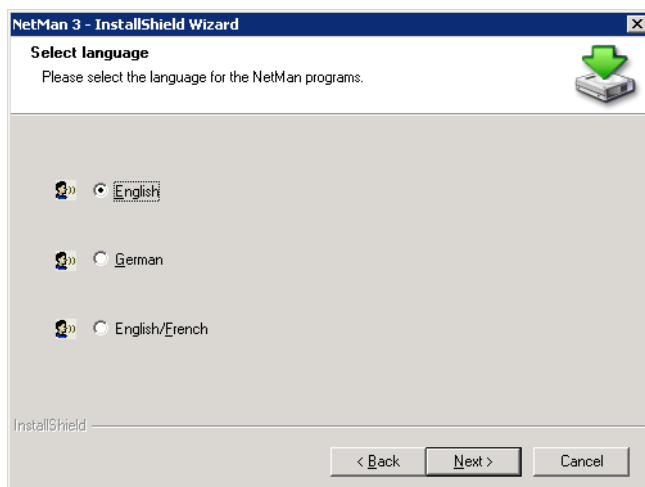 NetMan 3 - InstallShield Wizard
Select language
Please select the language for the NetMan programs.
English
German
English/French
InstallShield
< Back Next > Cancel